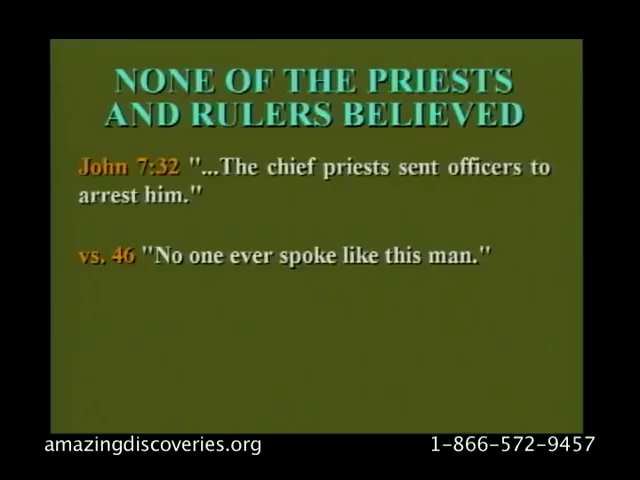 NONE OF THE PRIESTS
AND RULERS BELIEVED
John 7:32 "...The chief priests sent officers to
arrest him."
vs. 46 "No one ever spoke like this man."
amazingdiscoveries.org 1-866-572-9457